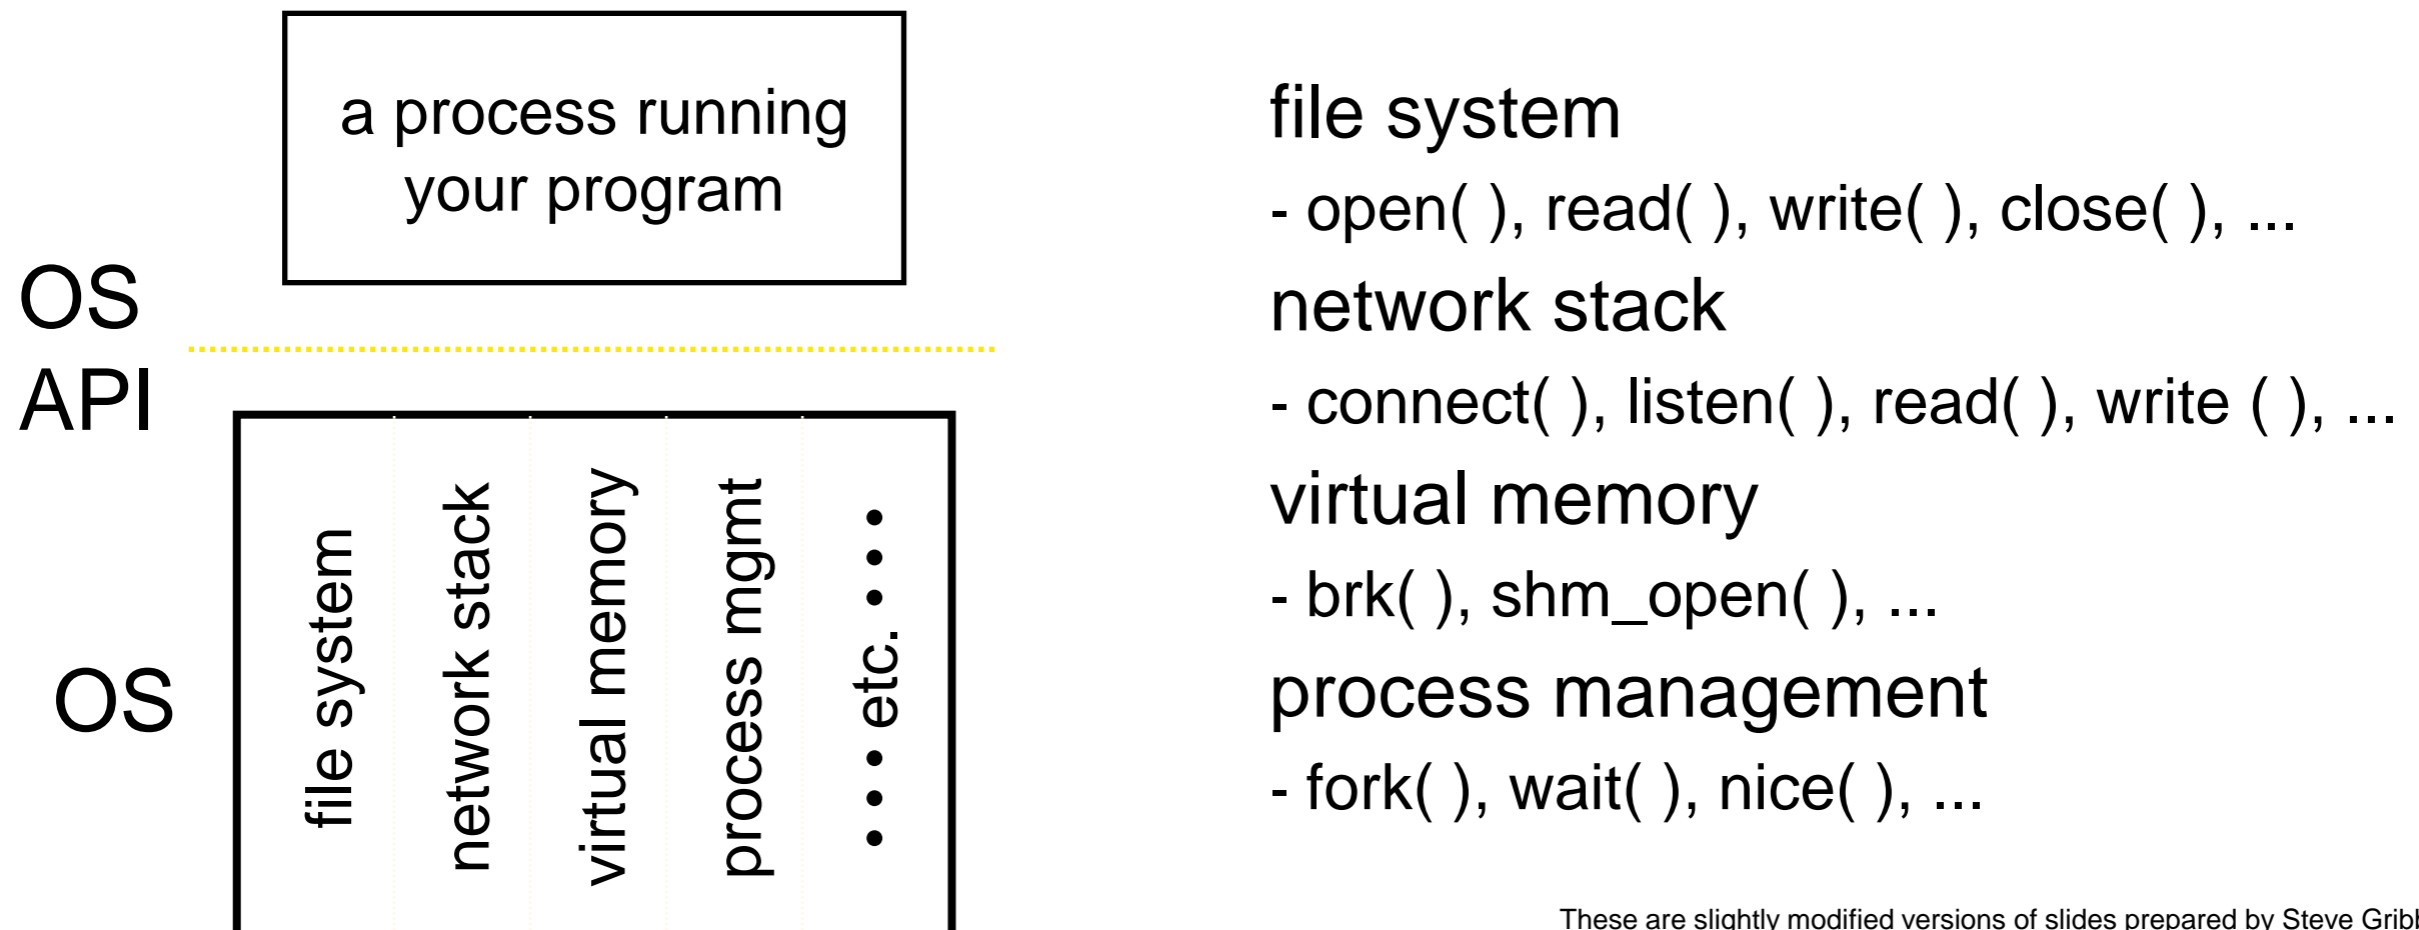 a process running
your program
OS
API
OS
file system
network stack
virtual memory
process mgmt
• • • etc. • • •
file system
- open( ), read( ), write( ), close( ), ...
network stack
- connect( ), listen( ), read( ), write ( ), ...
virtual memory
- brk( ), shm_open( ), ...
process management
- fork( ), wait( ), nice( ), ...
These are slightly modified versions of slides prepared by Steve